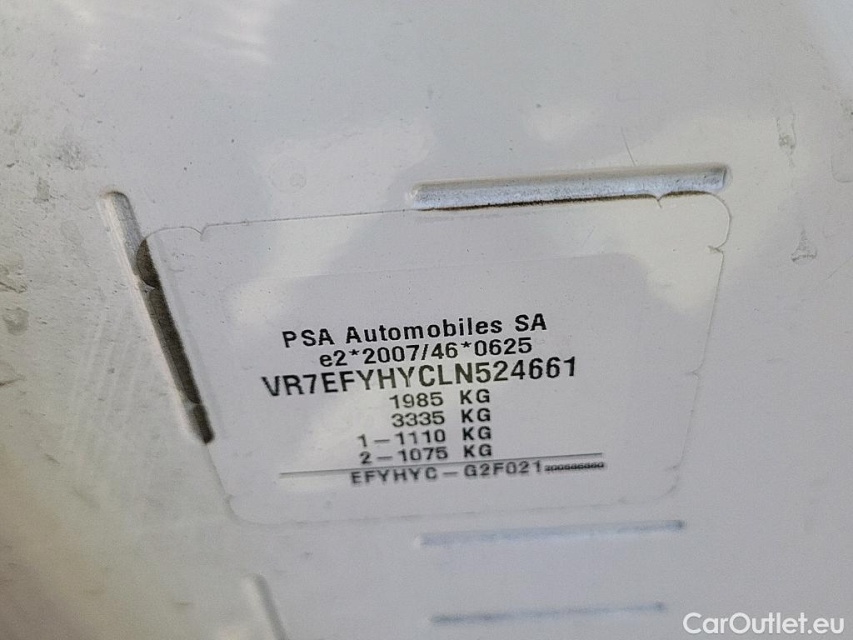 PSA Automobiles SA
e2*2007/46*0625
VR7EFYHYCLN524661
1985 KG
3335 KG
1-1110 KG
2-1075 KG
EFYHYC-G2F021
CarOutlet.eu